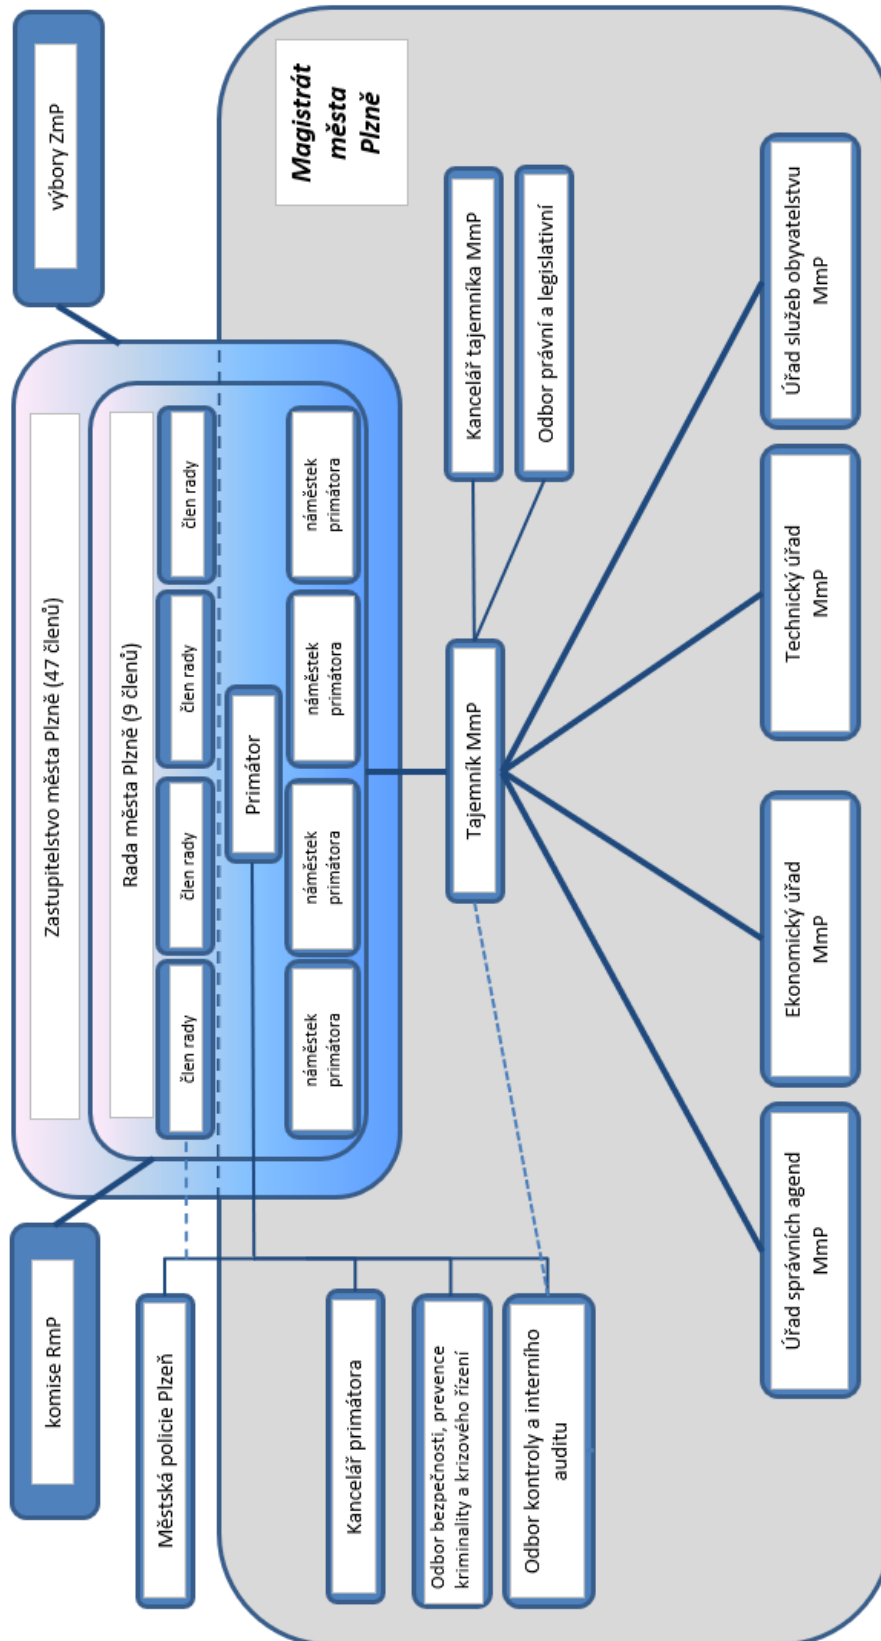 komise RmP
Zastupitelstvo města Plzně (47 členů)
výbory ZmP
Rada města Plzně (9 členů)
člen rady
člen rady
člen rady
člen rady
Městská policie Plzeň
Primátor
náměstek
primátora
náměstek
primátora
náměstek
primátora
náměstek
primátora
Magistrát
města
Plzně
Kancelář primátora
Odbor bezpečnosti, prevence
kriminality a krizového řízení
Odbor kontroly a interního
auditu
Tajemník MmP
Kancelář tajemníka MmP
Odbor právní a legislativní
Úřad správních agend
MmP
Ekonomický úřad
MmP
Technický úřad
MmP
Úřad služeb obyvatelstvu
MmP